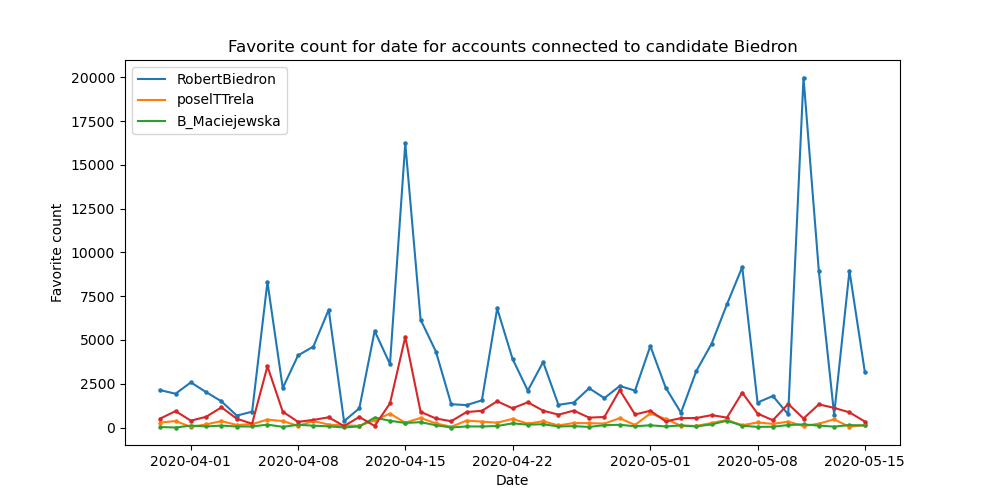 Favorite count for date for accounts connected to candidate Biedron
RobertBiedron
poselTTrela
B_Maciejewska
20000
17500
15000
12500
10000
7500
5000
2500
0
Favorite count
2020-04-01
2020-04-08
2020-04-15
2020-04-22
2020-05-01
2020-05-08
2020-05-15
Date